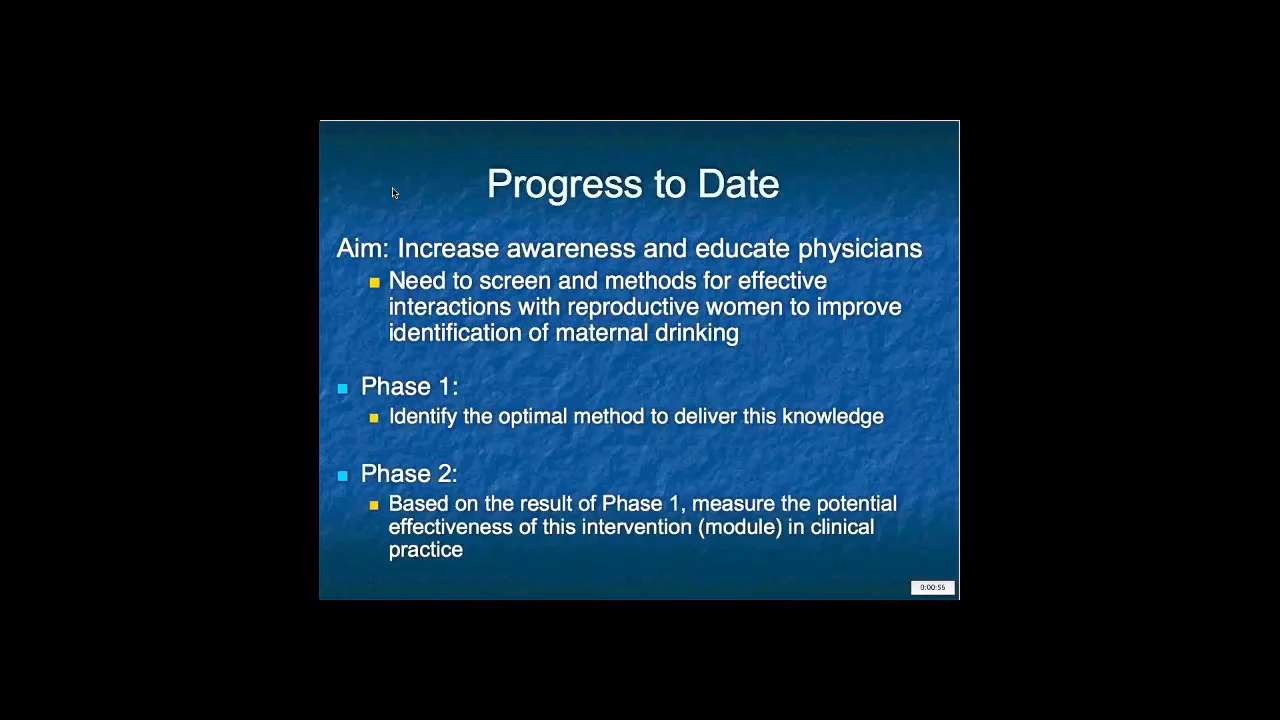 Progress to Date
Aim: Increase awareness and educate physicians
Need to screen and methods for effective
interactions with reproductive women to improve
identification of maternal drinking
Phase 1:
Identify the optimal method to deliver this knowledge
Phase 2:
Based on the result of Phase 1, measure the potential
effectiveness of this intervention (module) in clinical
practice
0:00:55